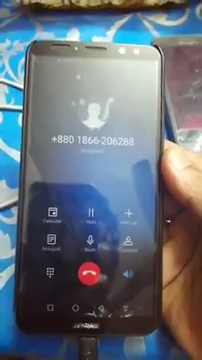 +880 1866-206288
Bangladesh
Calendar
Hold
Add call
Notepad
Mute
Contacts